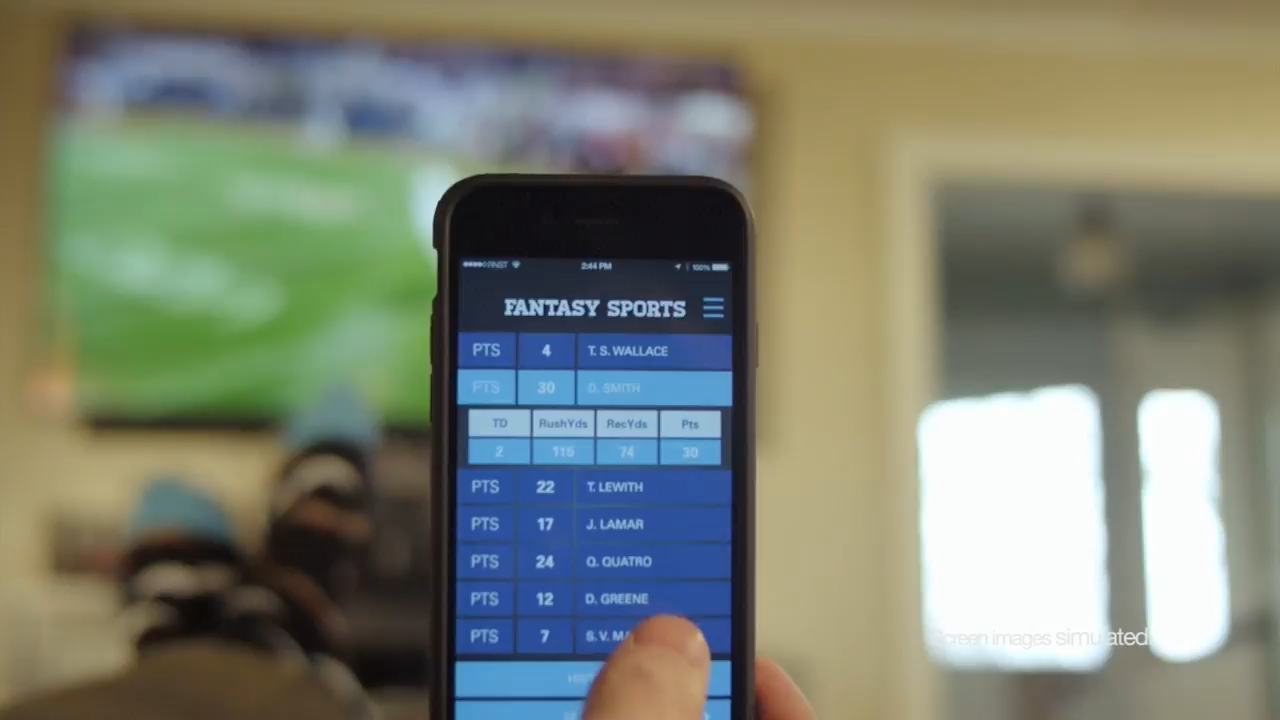 2:44 PM 100%
FANTASY SPORTS
PTS 4 T. S. WALLACE
PTS 30 D. SMITH
TD RushYds RecYds Pts
2 115 74 30
PTS 22 T. LEWITH
PTS 17 J. LAMAR
PTS 24 Q. QUATRO
PTS 12 D. GREENE
PTS 7 S. V.
Screen images simulated